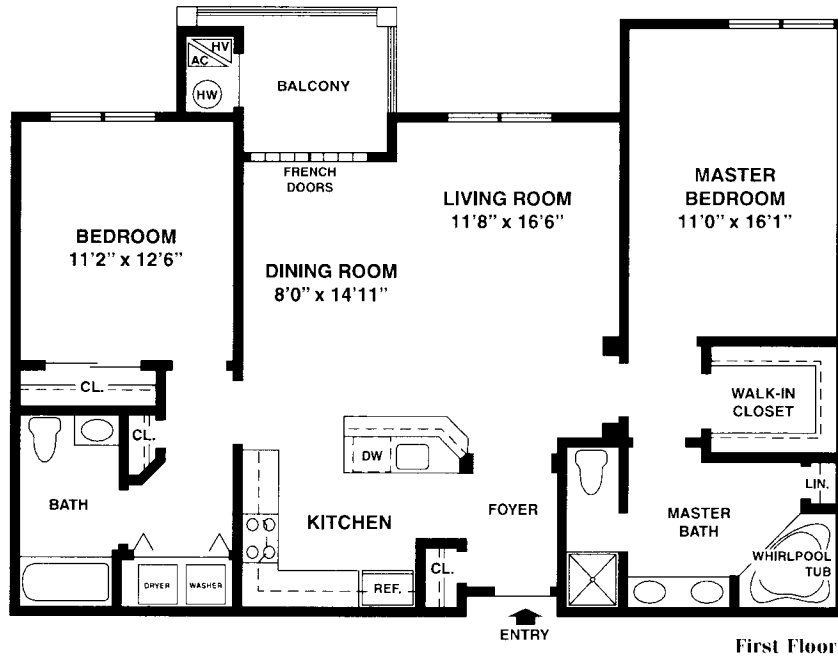 HV
AC
HW
BALCONY
FRENCH
DOORS
LIVING ROOM
11'8" x 16'6"
MASTER
BEDROOM
11'0" x 16'1"
BEDROOM
11'2" x 12'6"
DINING ROOM
8'0" x 14'11"
CL.
WALK-IN
CLOSET
CL.
DW
BATH
KITCHEN
FOYER
MASTER
BATH
LIN.
WHIRLPOOL
TUB
DRYER
WASHER
REF.
CL.
ENTRY
First Floor